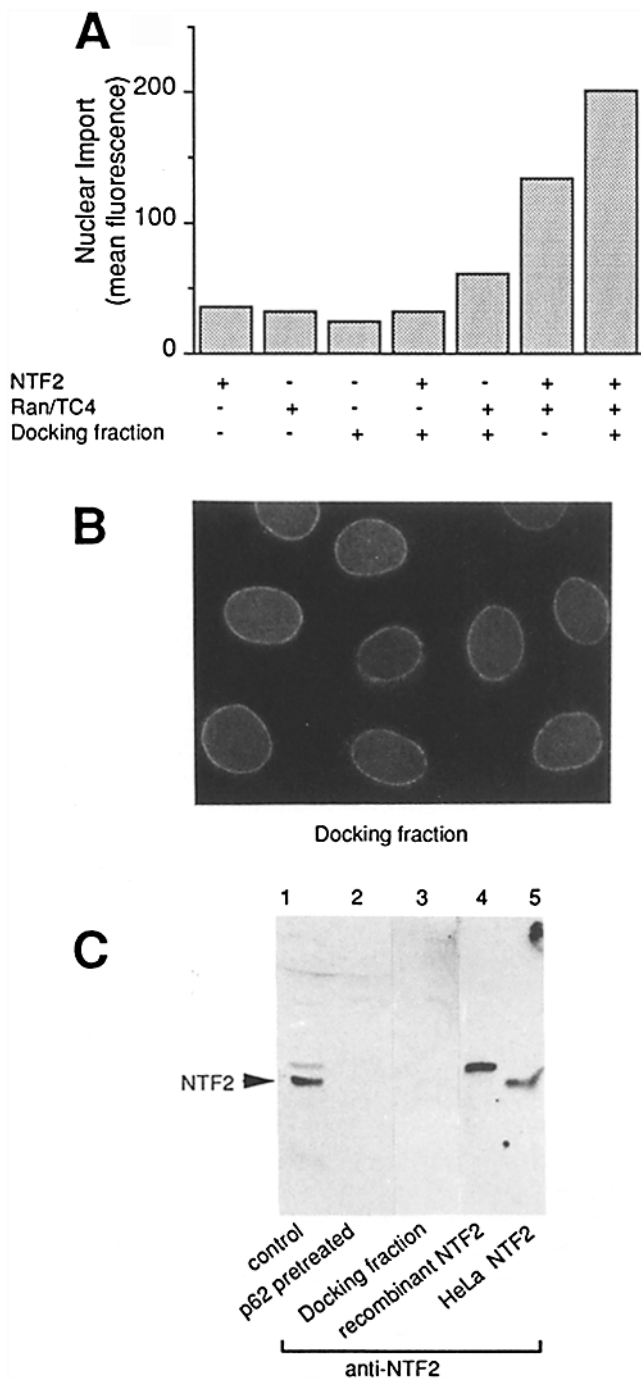 A
Nuclear Import
(mean fluorescence)
200
100
0
NTF2 + - - + - + +
Ran/TC4 - + - - + + +
Docking fraction - - + + + - +
B
Docking fraction
1 2 3 4 5
C
NTF2
control
p62 pretreated
Docking fraction
recombinant NTF2
HeLa NTF2
anti-NTF2